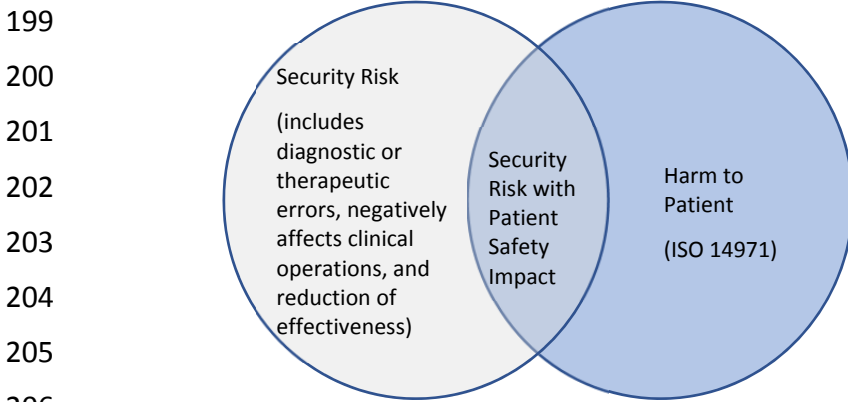 199
200
201
202
203
204
205
Security Risk
(includes
diagnostic or
therapeutic
errors, negatively
affects clinical
operations, and
reduction of
effectiveness)
Security
Risk with
Patient
Safety
Impact
Harm to
Patient
(ISO 14971)